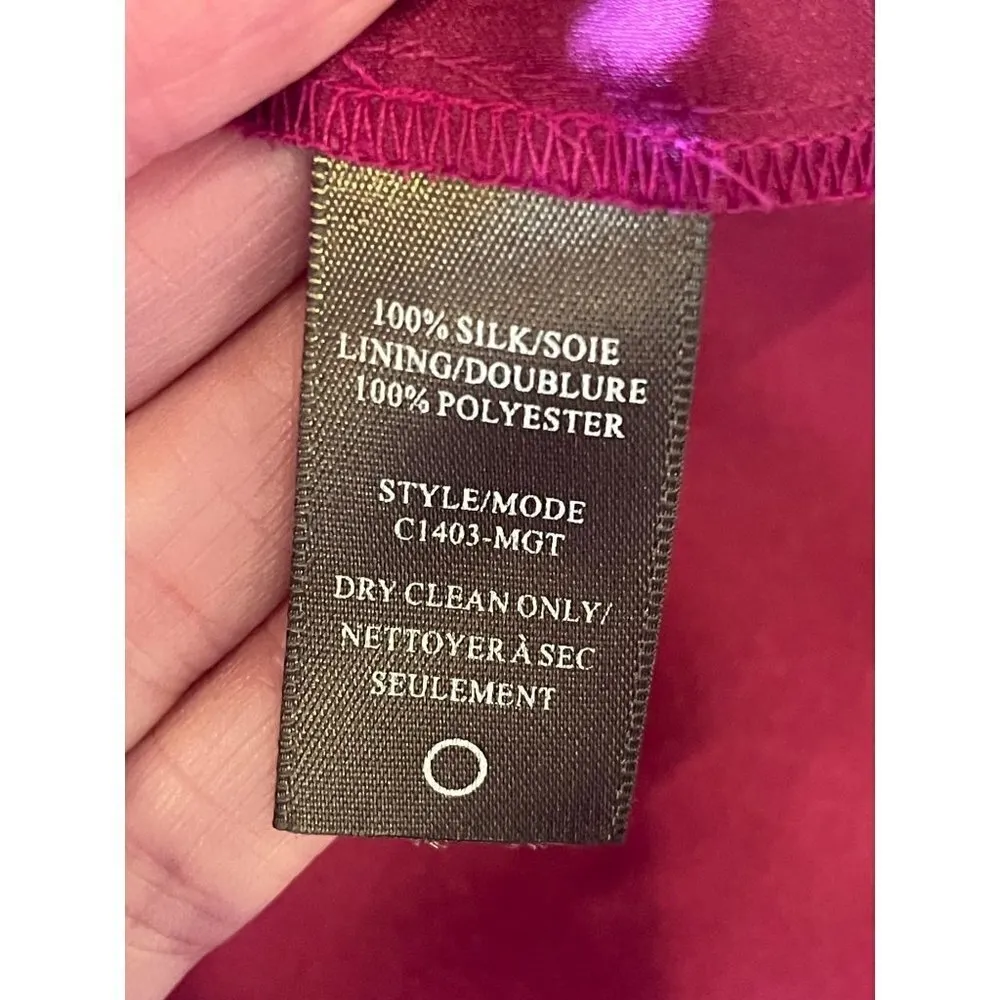 100% SILK/SOIE
LINING/DOUBLURE
100% POLYESTER
STYLE/MODE
C1403-MGT
DRY CLEAN ONLY/
NETTOYER À SEC
SEULEMENT